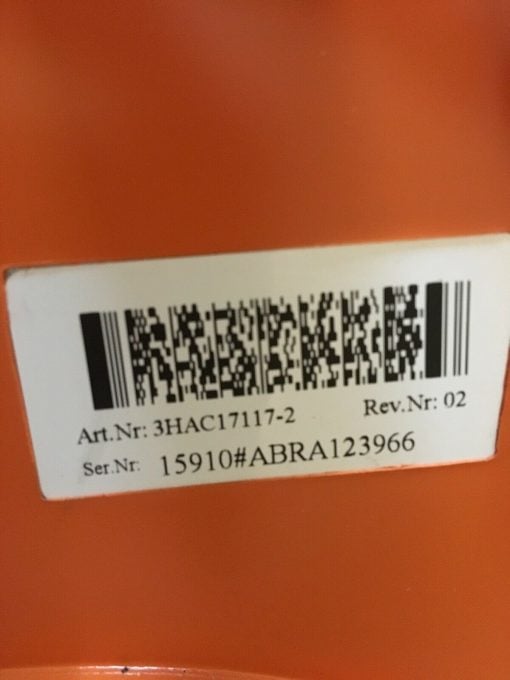 Art.Nr: 3HAC17117-2 Rev.Nr: 02
Ser.Nr: 15910#ABRA123966